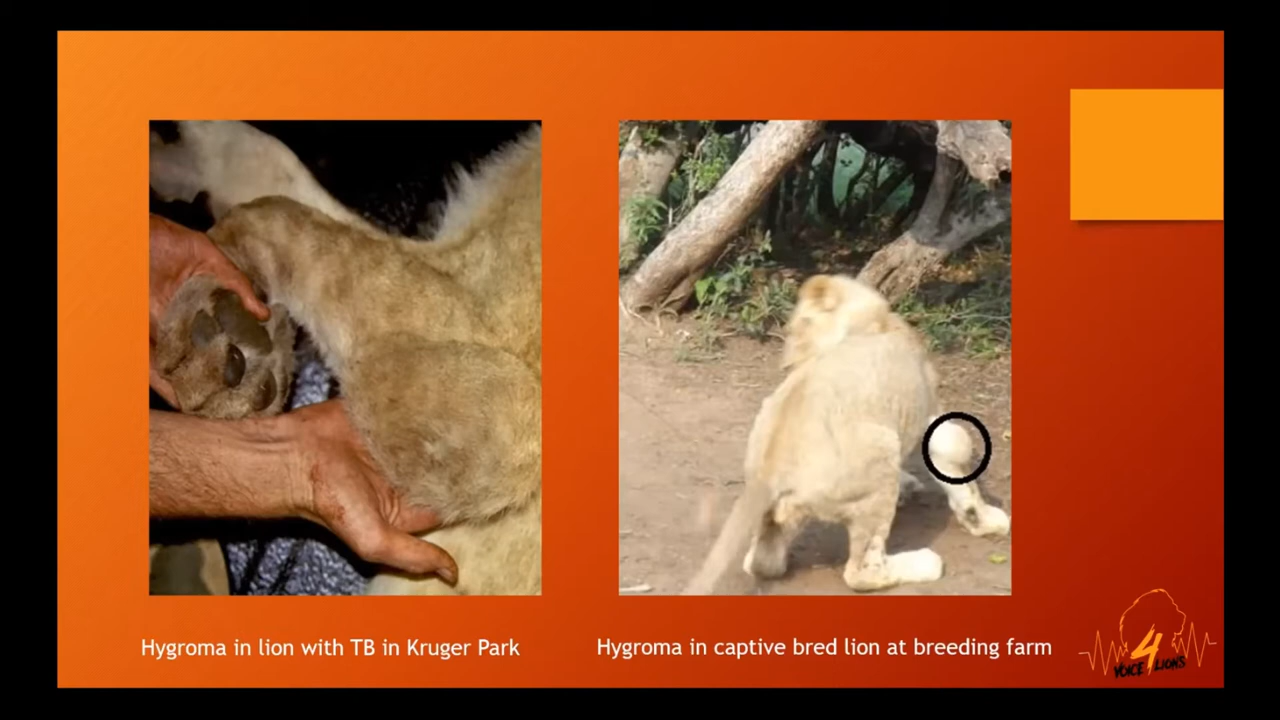 Hygroma in lion with TB in Kruger Park
Hygroma in captive bred lion at breeding farm
4
VOICE LIONS